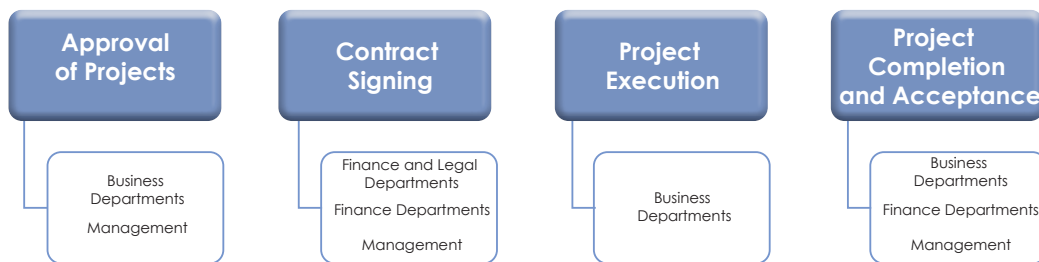 Approval
of Projects
Business
Departments
Management
Contract
Signing
Finance and Legal
Departments
Finance Departments
Management
Project
Execution
Business
Departments
Project
Completion
and Acceptance
Business
Departments
Finance Departments
Management